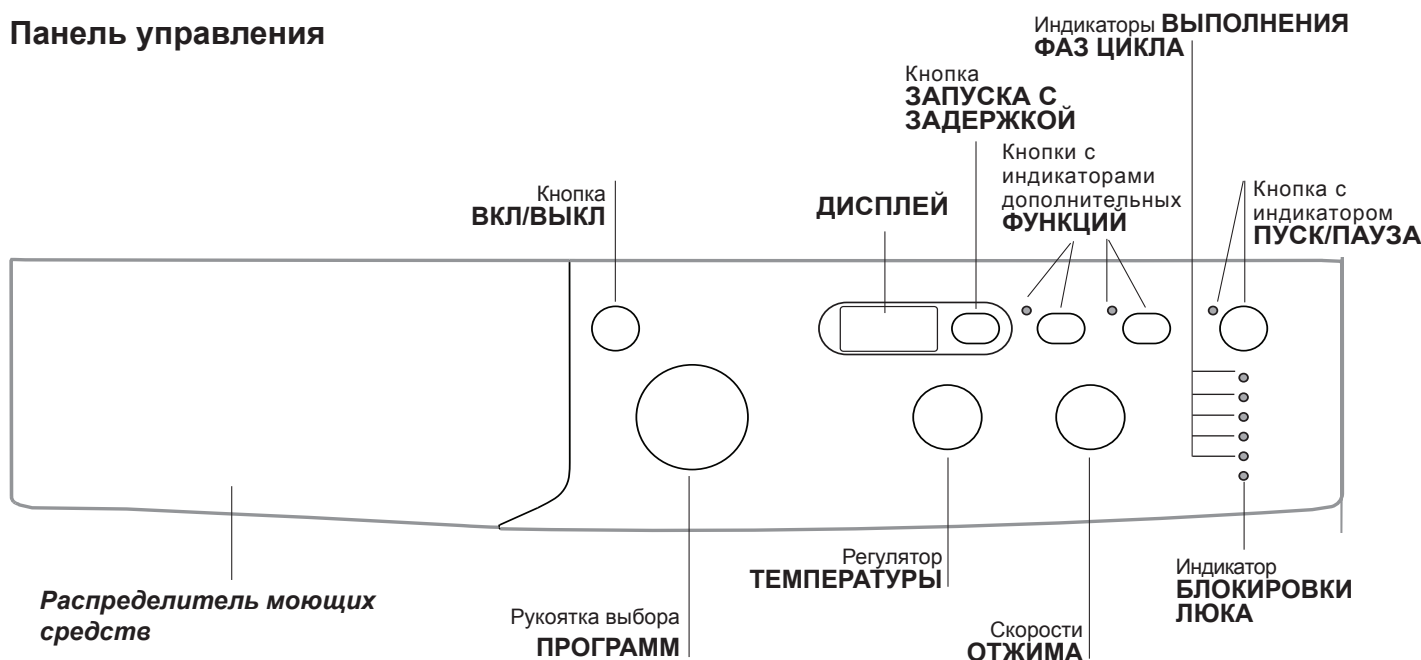 Панель управления
Индикаторы ВЫПОЛНЕНИЯ
ФАЗ ЦИКЛА
Кнопка
ЗАПУСКА С
ЗАДЕРЖКОЙ
Кнопки с
индикаторами
дополнительных
ФУНКЦИЙ
Кнопка
ВКЛ/ВЫКЛ
ДИСПЛЕЙ
Кнопка с
индикатором
ПУСК/ПАУЗА
Распределитель моющих
средств
Рукоятка выбора
ПРОГРАММ
Регулятор
ТЕМПЕРАТУРЫ
Скорости
ОТЖИМА
Индикатор
БЛОКИРОВКИ
ЛЮКА